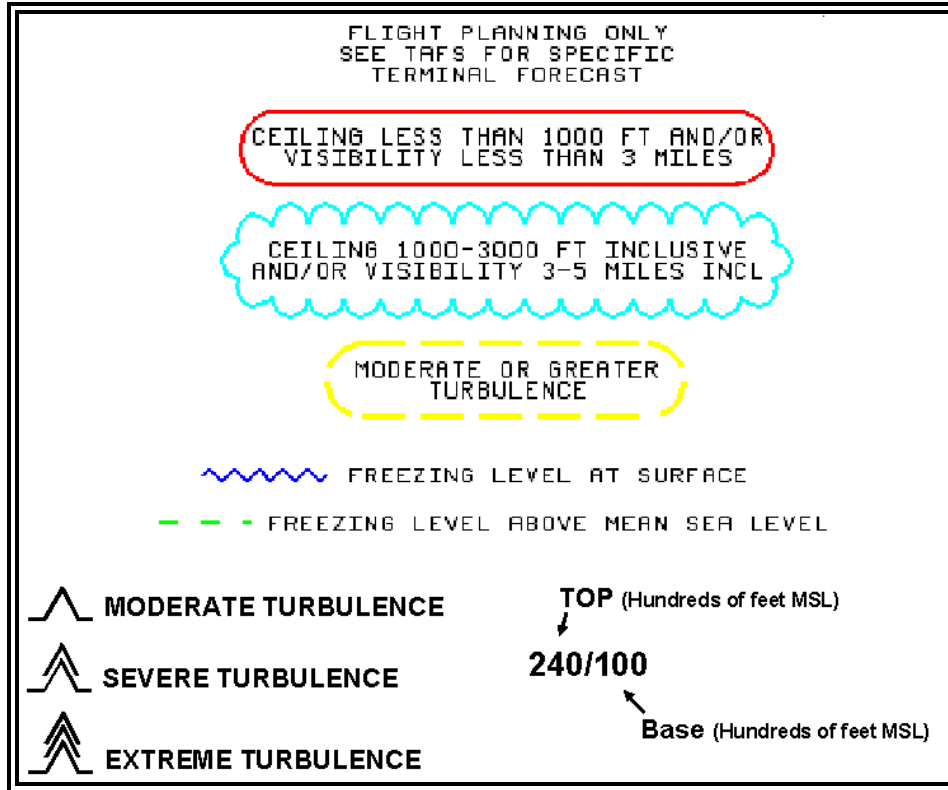 FLIGHT PLANNING ONLY
SEE TAFS FOR SPECIFIC
TERMINAL FORECAST
CEILING LESS THAN 1000 FT AND/OR
VISIBILITY LESS THAN 3 MILES
CEILING 1000-3000 FT INCLUSIVE
AND/OR VISIBILITY 3-5 MILES INCL
MODERATE OR GREATER
TURBULENCE
FREEZING LEVEL AT SURFACE
FREEZING LEVEL ABOVE MEAN SEA LEVEL
MODERATE TURBULENCE
SEVERE TURBULENCE
EXTREME TURBULENCE
TOP (Hundreds of feet MSL)
240/100
Base (Hundreds of feet MSL)